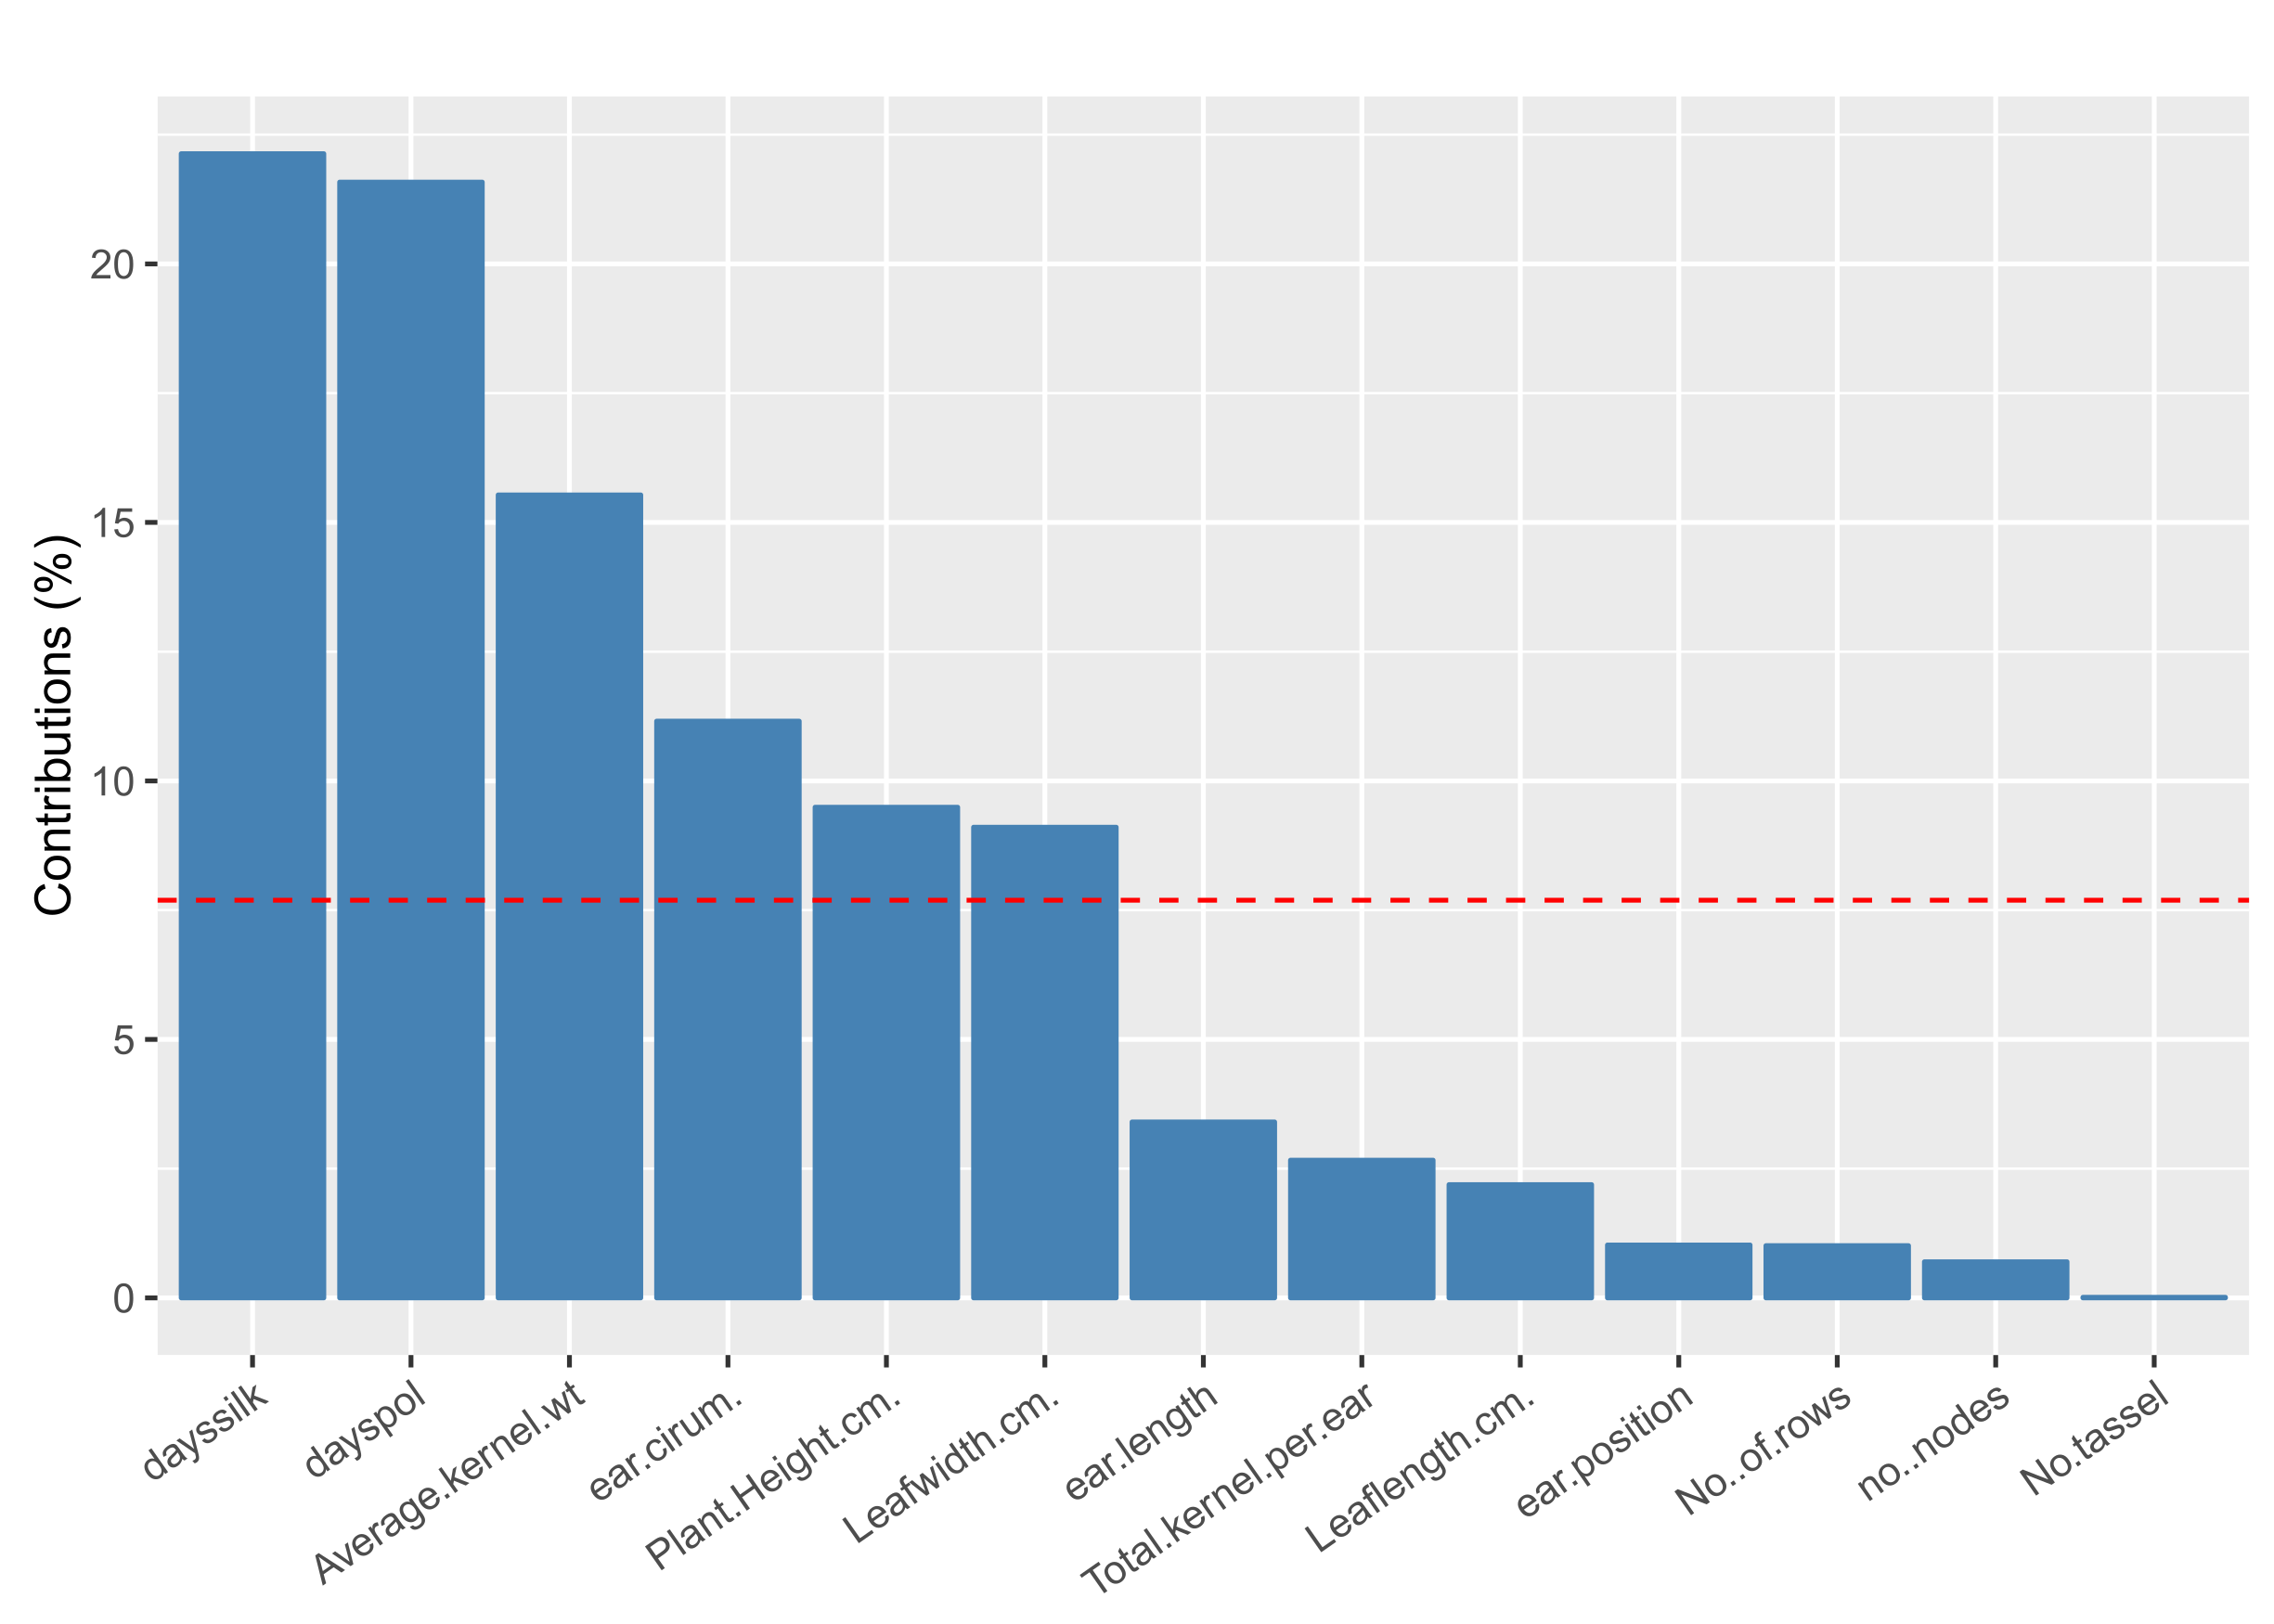 Contributions (%)
20
15
10
5
0
dayssilk
dayspol
Average.kernel.wt
ear.cirum.
Plant.Height.cm.
Leafwidth.cm.
ear.length
Total.kernel.per.ear
Leaflength.cm.
ear.position
No..of.rows
no..nodes
No.tassel